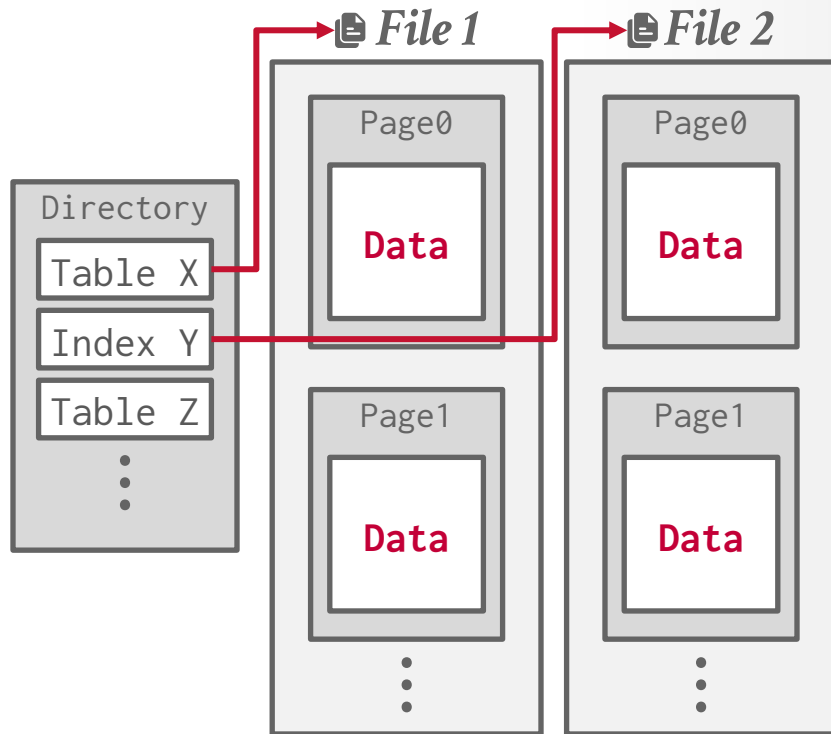 File 1
File 2
Directory
Table X
Index Y
Table Z
Page0
Data
Page1
Data
Page0
Data
Page1
Data